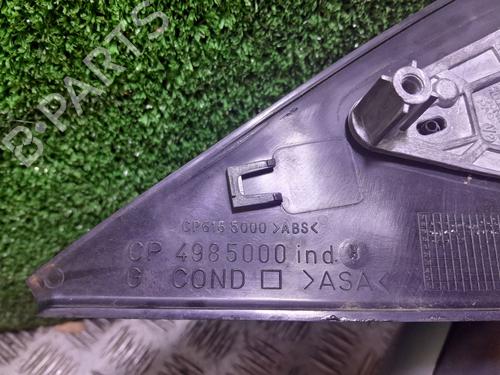 B-PARTS
CP615 5000 >ABS<
CP 4985000 ind.
G COND □ >ASA<